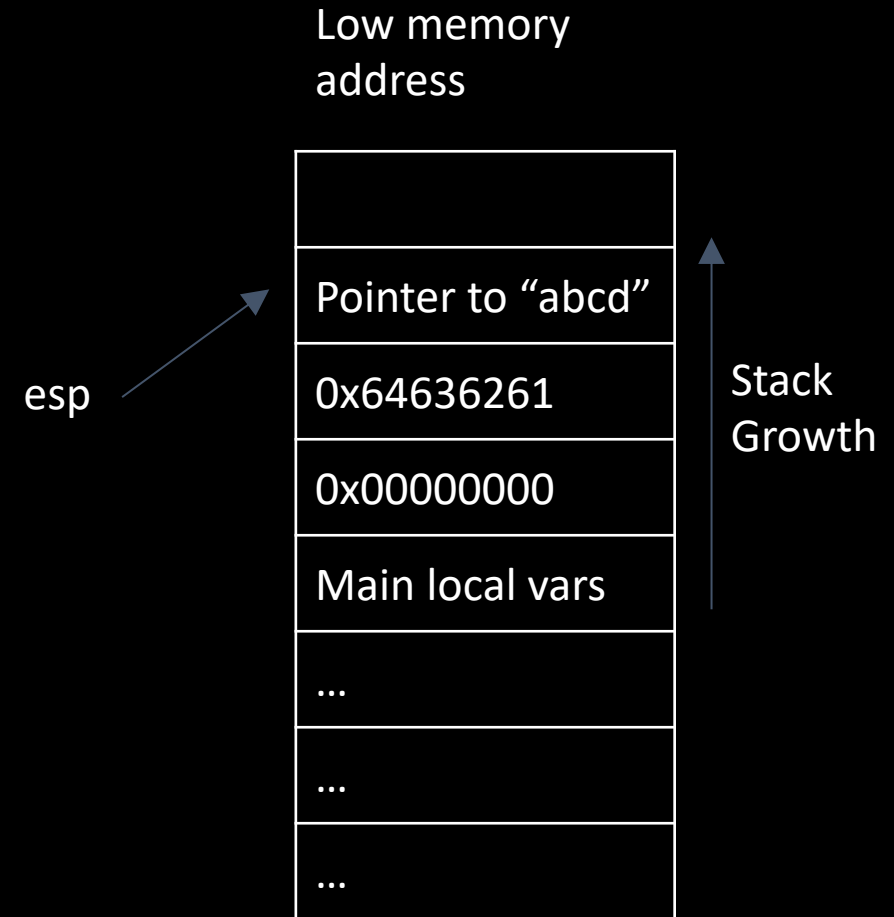 Low memory
address
Pointer to “abcd”
esp
0x64636261
Stack
Growth
0x00000000
Main local vars
…
…
…